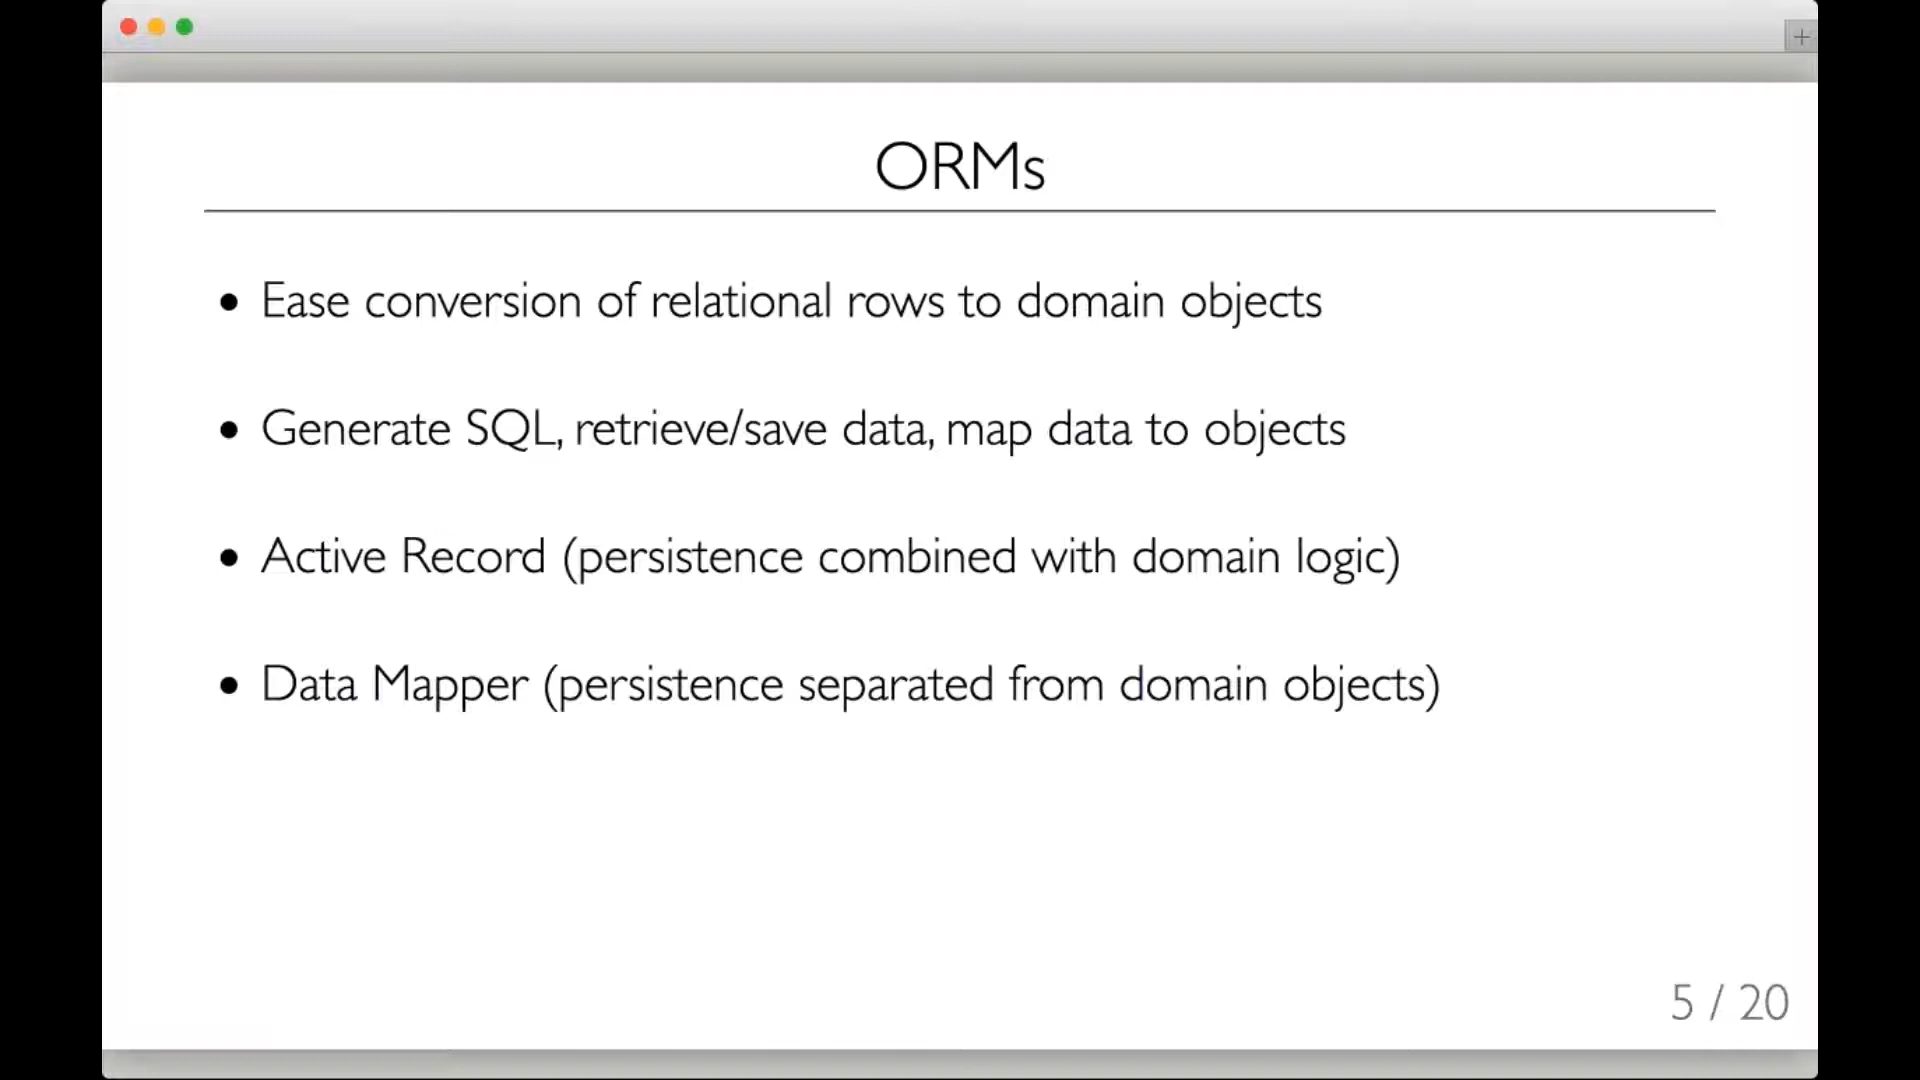 ORMs
• Ease conversion of relational rows to domain objects
• Generate SQL, retrieve/save data, map data to objects
• Active Record (persistence combined with domain logic)
• Data Mapper (persistence separated from domain objects)
5 / 20